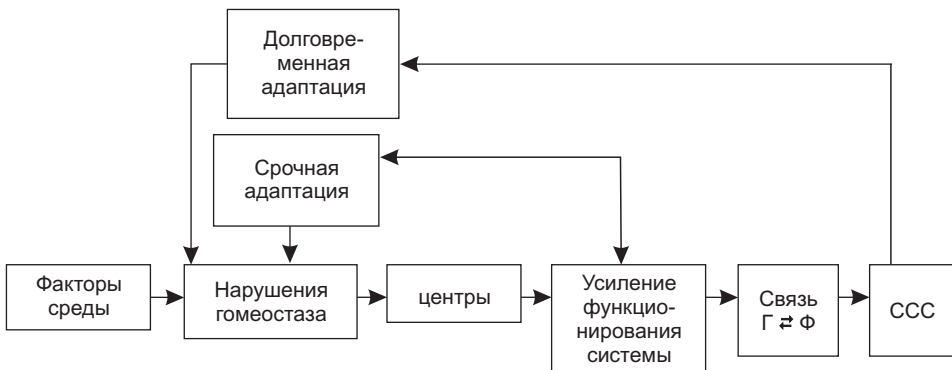 Долговре-
менная
адаптация
Срочная
адаптация
Факторы
среды
Нарушения
гомеостаза
центры
Усиление
функцио-
нирования
системы
Связь
Г ⇄ Ф
ССС